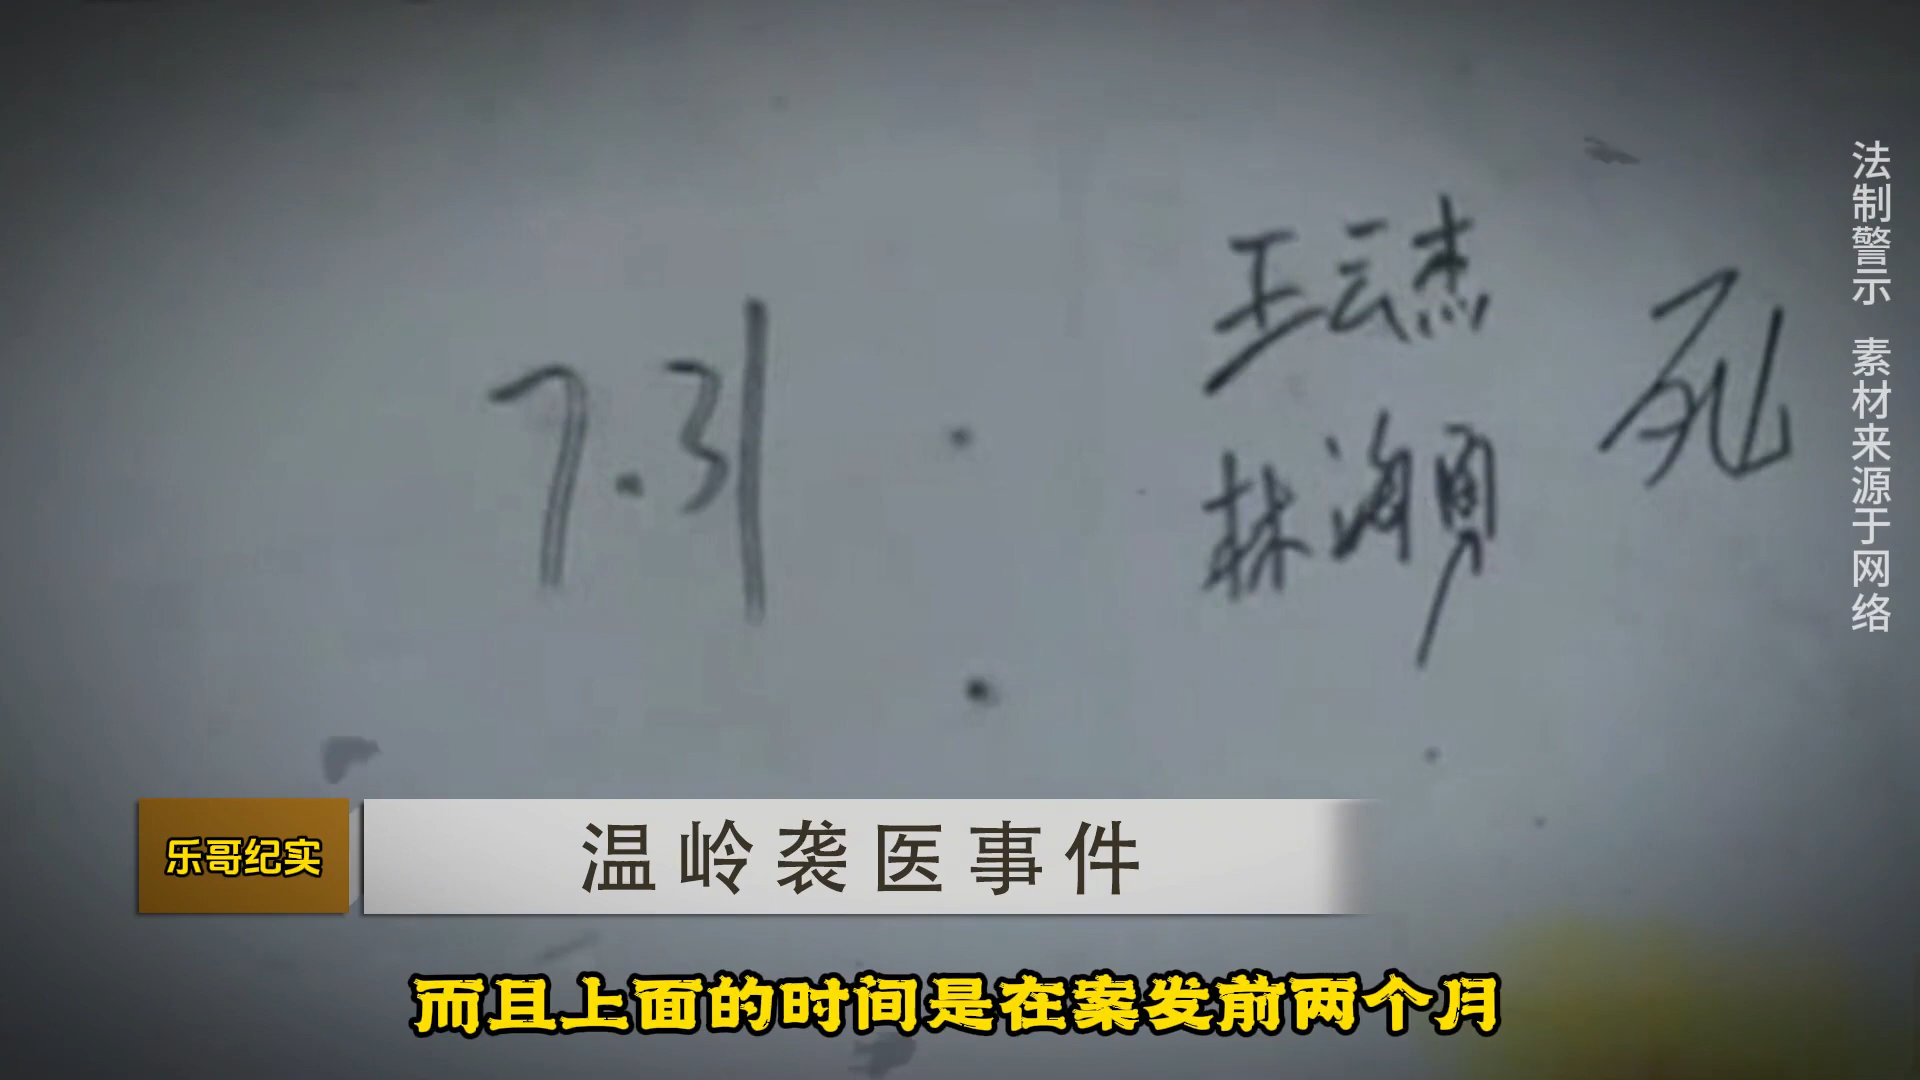 7.31
王云杰
林海勇
死
法制警示 素材来源于网络
乐哥纪实
温岭袭医事件
而且上面的时间是在案发前两个月